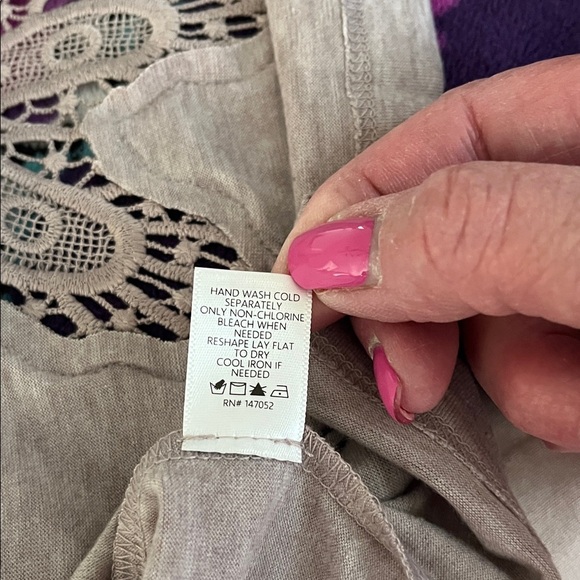 HAND WASH COLD
SEPARATELY
ONLY NON-CHLORINE
BLEACH WHEN
NEEDED
RESHAPE LAY FLAT
TO DRY
COOL IRON IF
NEEDED
RN# 147052